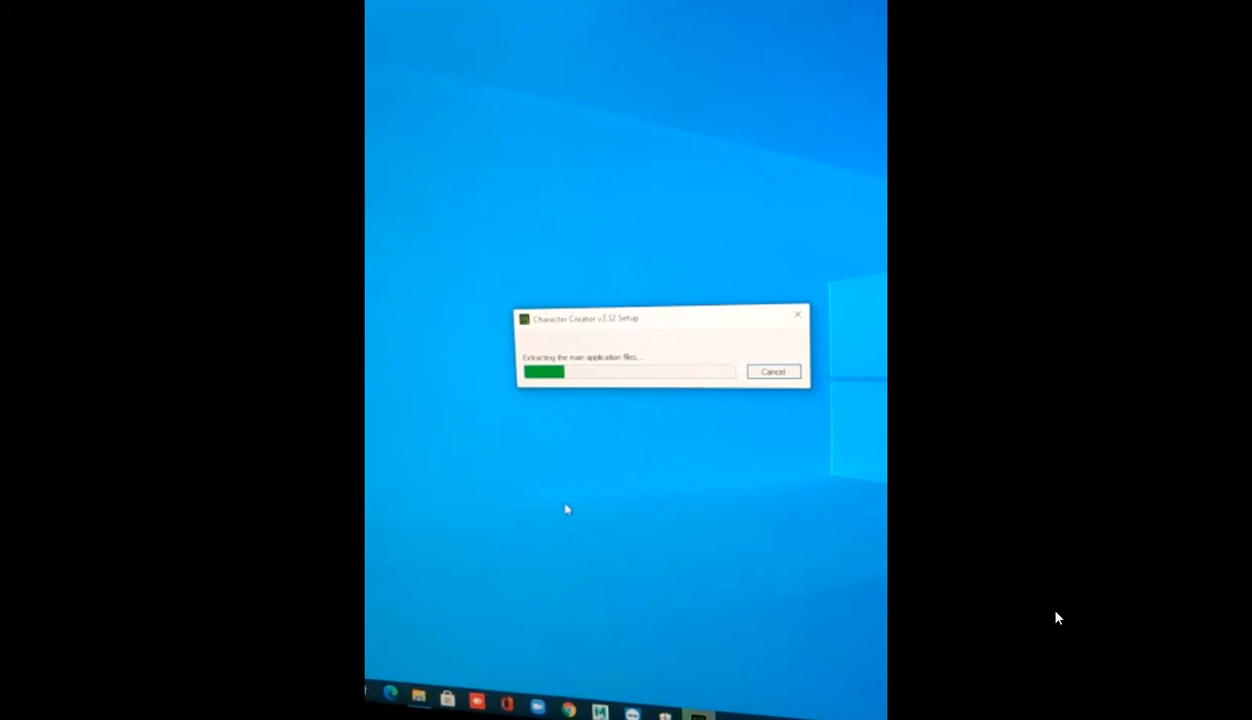 Character Creator v3.32 Setup
Extracting the main application files...
Cancel